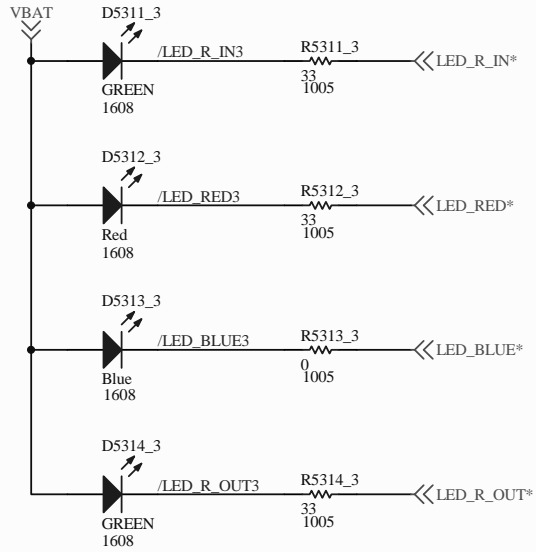 VBAT
D5311_3
/LED_R_IN3
R5311_3
LED_R_IN*
GREEN
1608
33
1005
D5312_3
/LED_RED3
R5312_3
LED_RED*
Red
1608
33
1005
D5313_3
/LED_BLUE3
R5313_3
LED_BLUE*
Blue
1608
0
1005
D5314_3
/LED_R_OUT3
R5314_3
LED_R_OUT*
GREEN
1608
33
1005